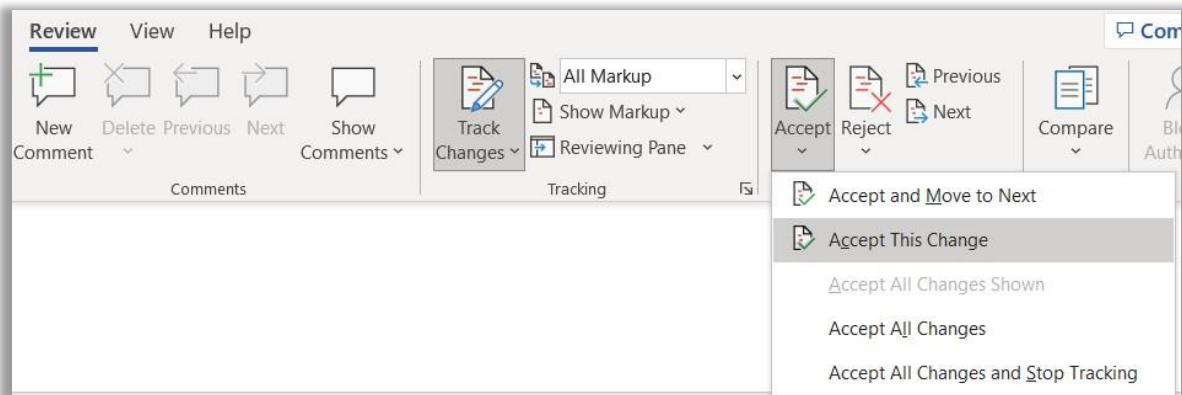 Review View Help
Com
New Comment
Delete
Previous
Next
Show Comments
Comments
Track Changes
All Markup
Show Markup
Reviewing Pane
Tracking
Accept
Reject
Previous
Next
Compare
Accept and Move to Next
Accept This Change
Accept All Changes Shown
Accept All Changes
Accept All Changes and Stop Tracking